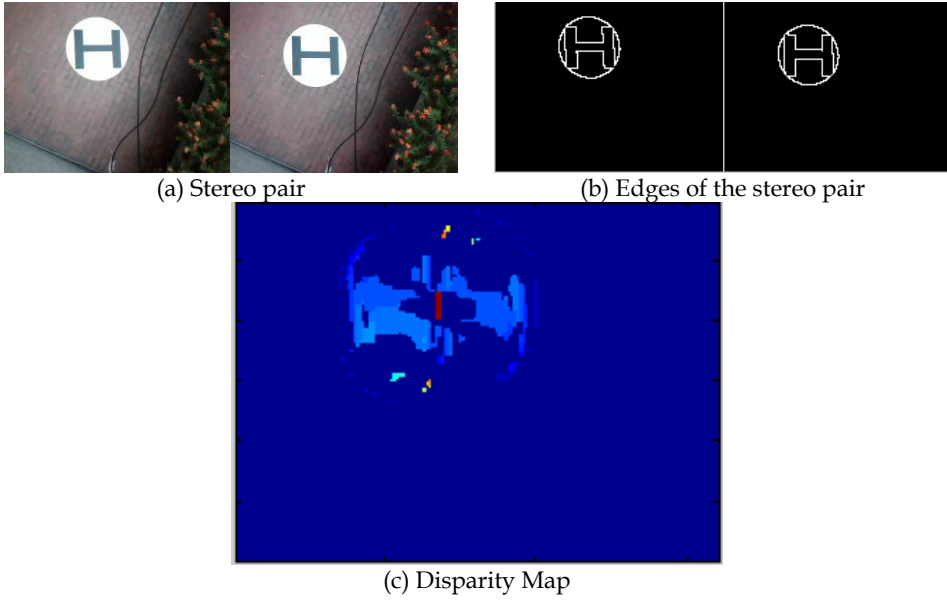 H H
(a) Stereo pair
(b) Edges of the stereo pair
H H
(c) Disparity Map